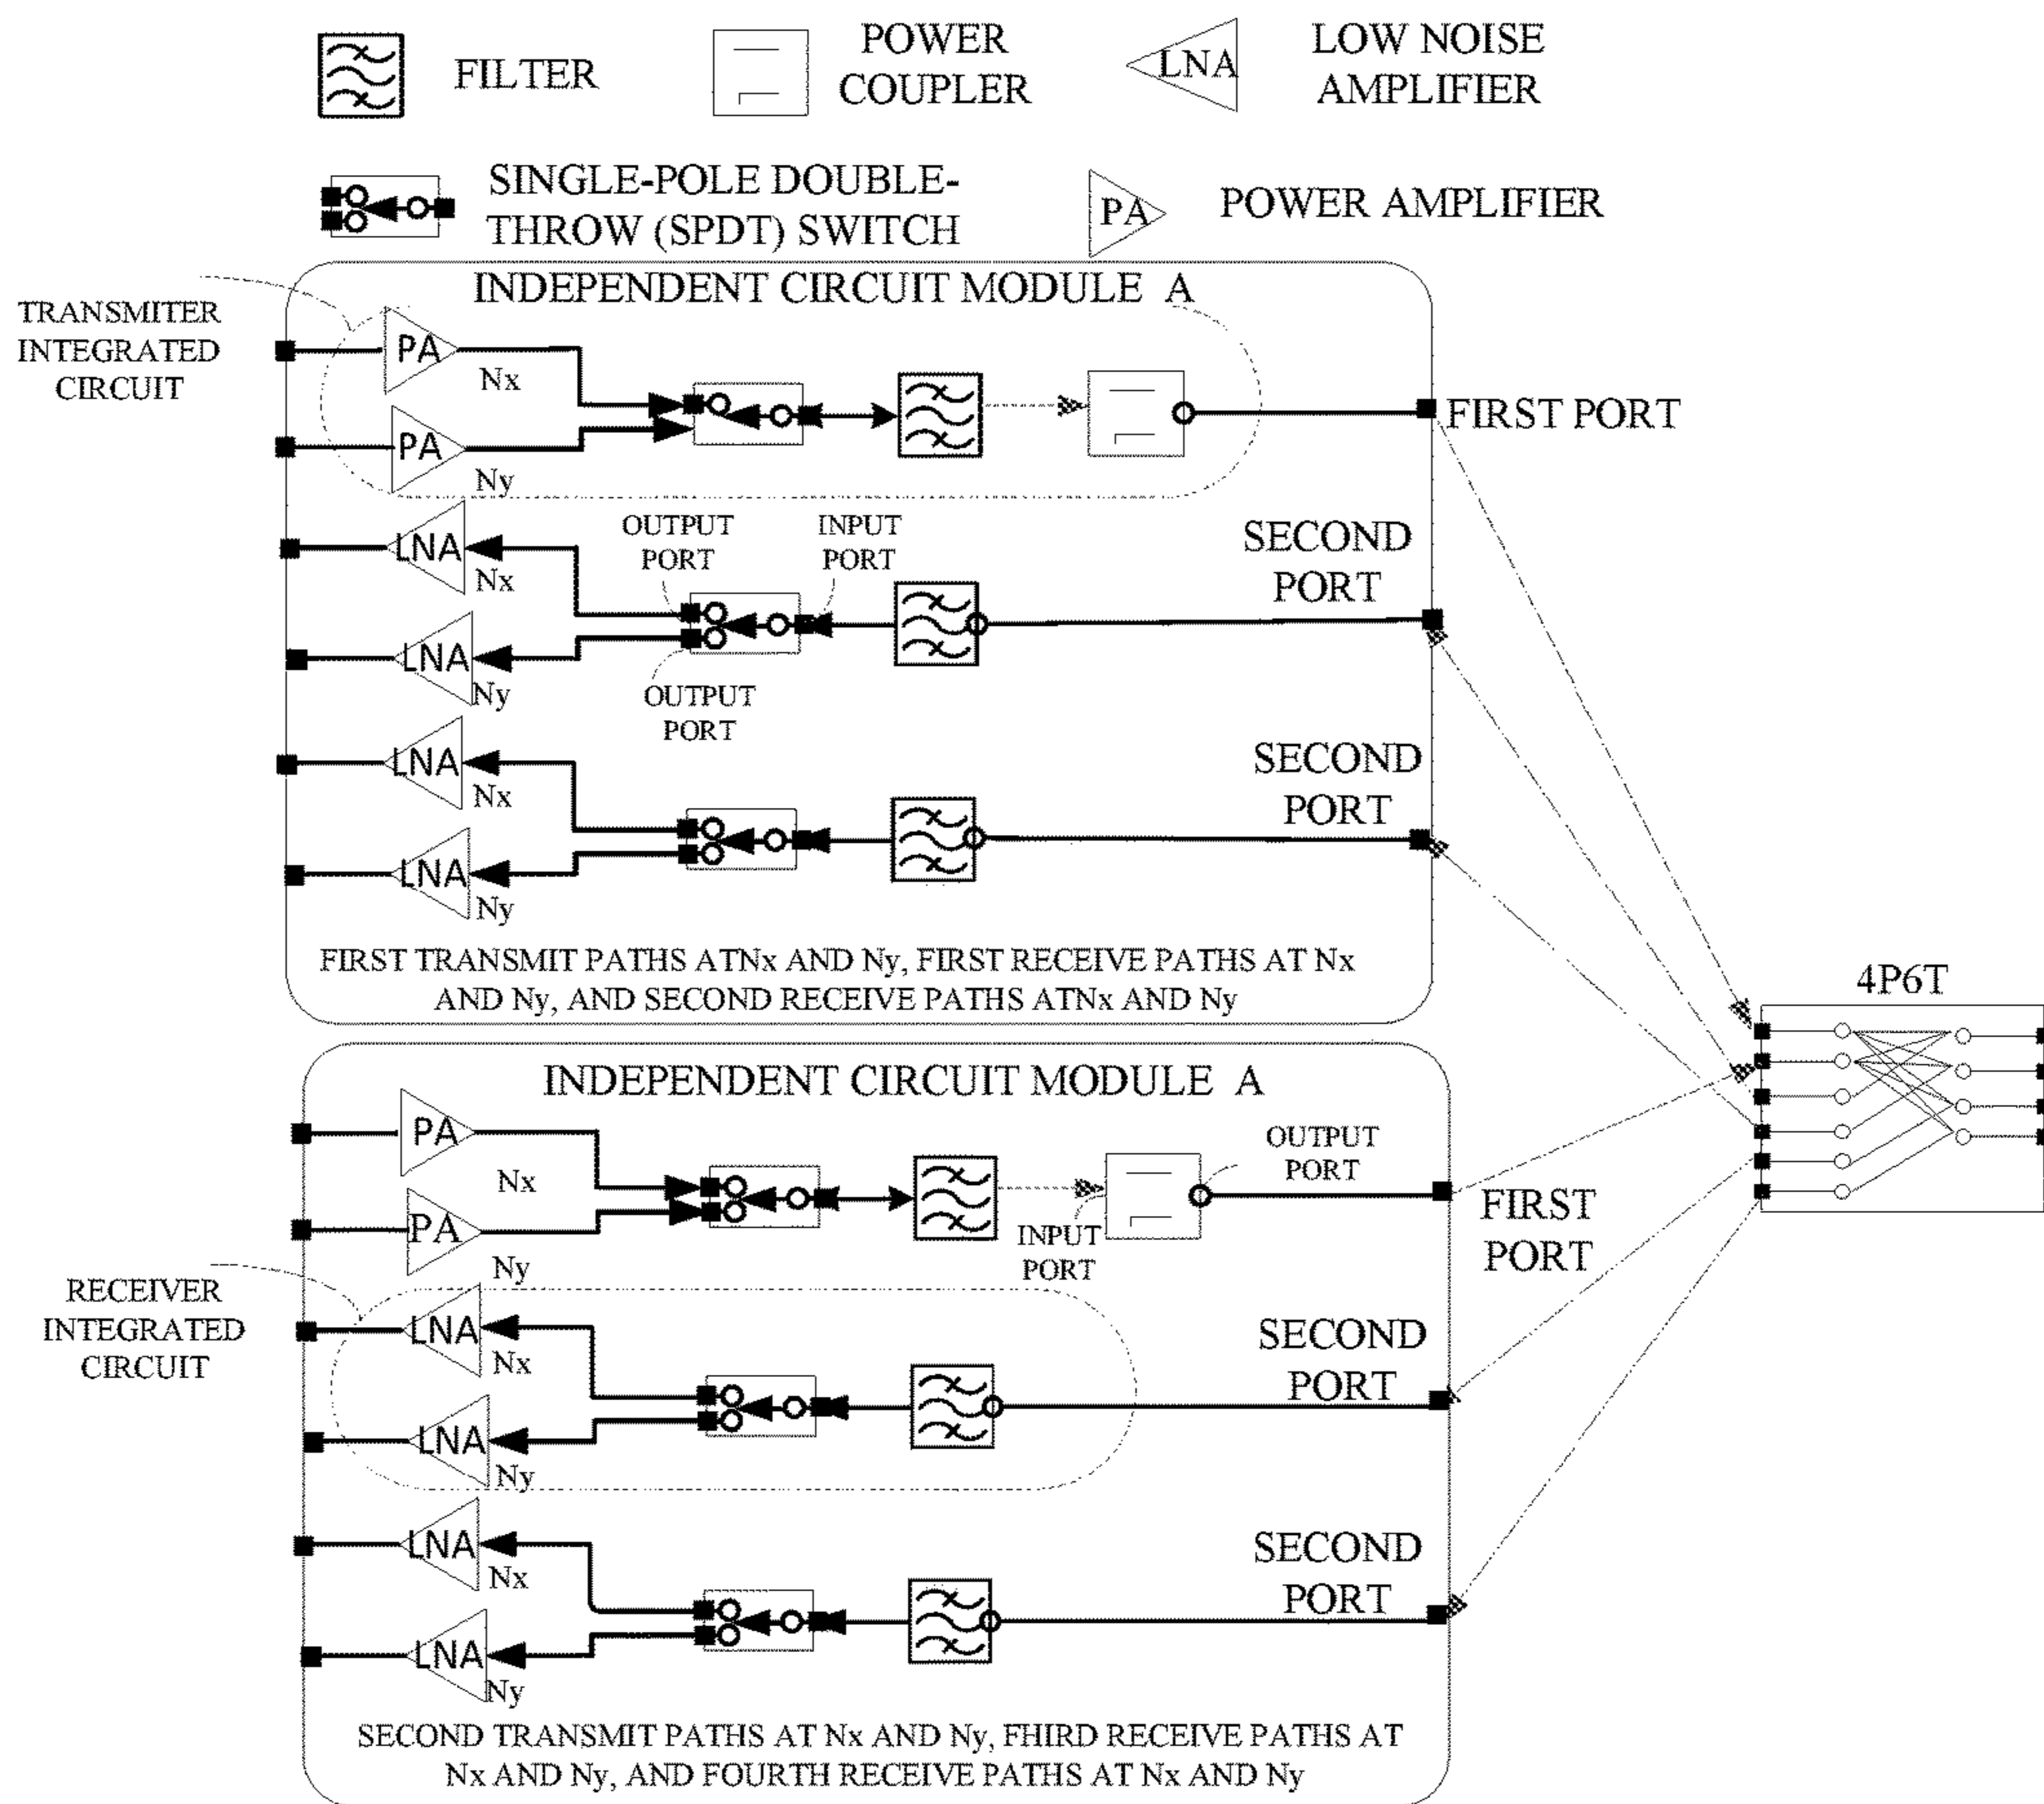 FILTER
POWER
COUPLER
LNA
LOW NOISE
AMPLIFIER
SINGLE-POLE DOUBLE-
THROW (SPDT) SWITCH
PA
POWER AMPLIFIER
INDEPENDENT CIRCUIT MODULE A
TRANSMITER
INTEGRATED
CIRCUIT
PA
Nx
PA
Ny
FIRST PORT
LNA
Nx
OUTPUT
PORT
INPUT
PORT
SECOND
PORT
LNA
Ny
OUTPUT
PORT
LNA
Nx
SECOND
PORT
LNA
Ny
FIRST TRANSMIT PATHS ATNx AND Ny, FIRST RECEIVE PATHS AT Nx
AND Ny, AND SECOND RECEIVE PATHS ATNx AND Ny
4P6T
INDEPENDENT CIRCUIT MODULE A
PA
Nx
PA
Ny
INPUT
PORT
OUTPUT
PORT
FIRST
PORT
RECEIVER
INTEGRATED
CIRCUIT
LNA
Nx
LNA
Ny
SECOND
PORT
LNA
Nx
LNA
Ny
SECOND
PORT
SECOND TRANSMIT PATHS AT Nx AND Ny, FHIRD RECEIVE PATHS AT
Nx AND Ny, AND FOURTH RECEIVE PATHS AT Nx AND Ny